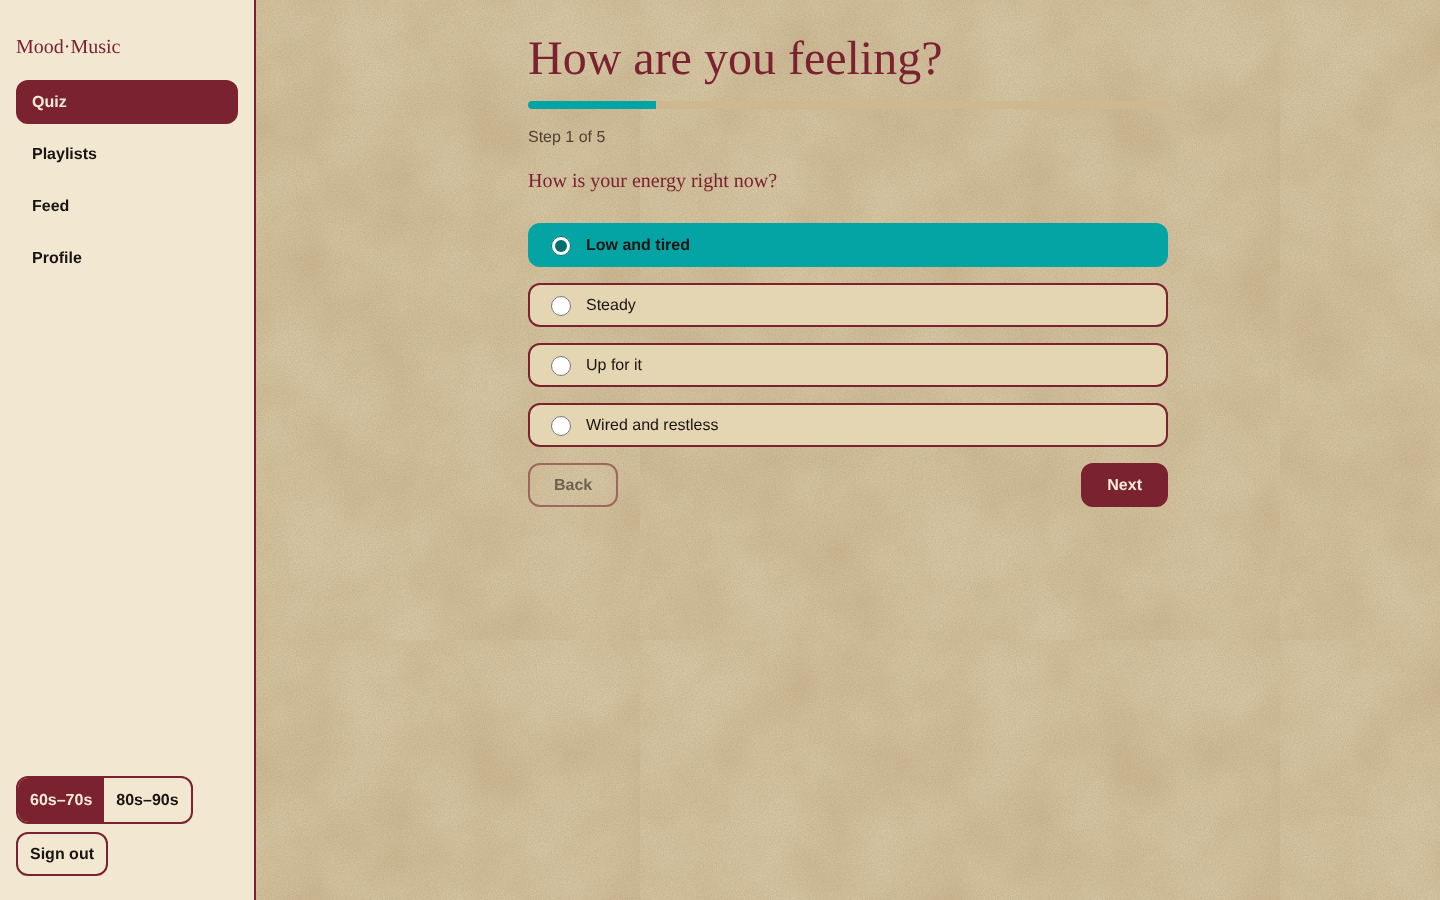 Mood·Music
Quiz
Playlists
Feed
Profile
60s–70s 80s–90s
Sign out
How are you feeling?
Step 1 of 5
How is your energy right now?
Low and tired
Steady
Up for it
Wired and restless
Back Next